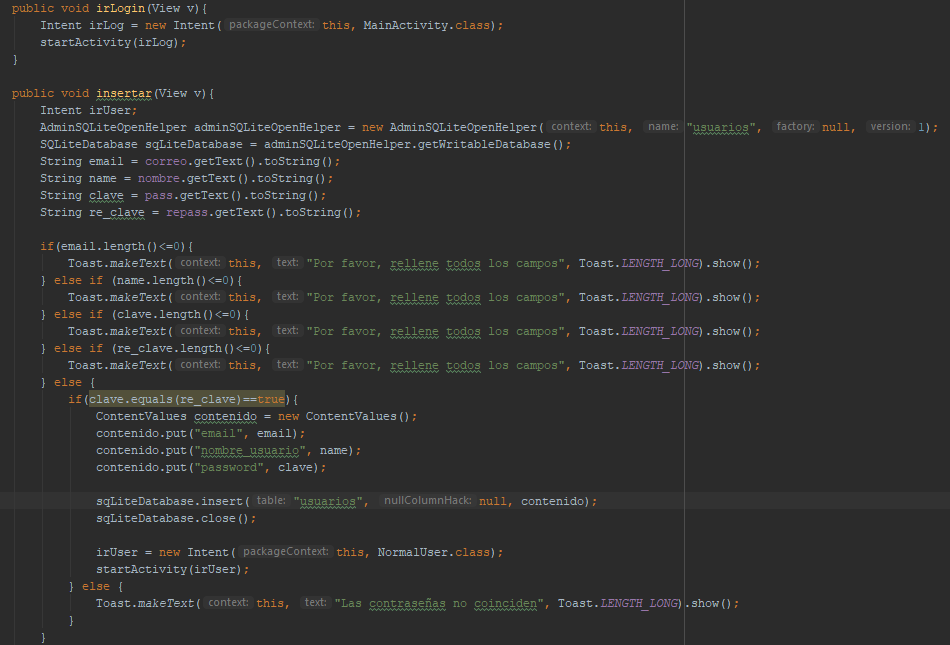 public void irLogin(View v){
Intent irLog = new Intent( packageContext: this, MainActivity.class);
startActivity(irLog);
}
public void insertar(View v){
Intent irUser;
AdminSQLiteOpenHelper adminSQLiteOpenHelper = new AdminSQLiteOpenHelper( context: this, name: "usuarios", factory: null, version: 1);
SQLiteDatabase sqLiteDatabase = adminSQLiteOpenHelper.getWritableDatabase();
String email = correo.getText().toString();
String name = nombre.getText().toString();
String clave = pass.getText().toString();
String re_clave = repass.getText().toString();
if(email.length()<=0){
Toast.makeText( context: this, text: "Por favor, rellene todos los campos", Toast.LENGTH_LONG).show();
} else if (name.length()<=0){
Toast.makeText( context: this, text: "Por favor, rellene todos los campos", Toast.LENGTH_LONG).show();
} else if (clave.length()<=0){
Toast.makeText( context: this, text: "Por favor, rellene todos los campos", Toast.LENGTH_LONG).show();
} else if (re_clave.length()<=0){
Toast.makeText( context: this, text: "Por favor, rellene todos los campos", Toast.LENGTH_LONG).show();
} else {
if(clave.equals(re_clave)==true){
ContentValues contenido = new ContentValues();
contenido.put("email", email);
contenido.put("nombre_usuario", name);
contenido.put("password", clave);
sqLiteDatabase.insert( table: "usuarios", nullColumnHack: null, contenido);
sqLiteDatabase.close();
irUser = new Intent( packageContext: this, NormalUser.class);
startActivity(irUser);
} else {
Toast.makeText( context: this, text: "Las contraseñas no coinciden", Toast.LENGTH_LONG).show();
}
}